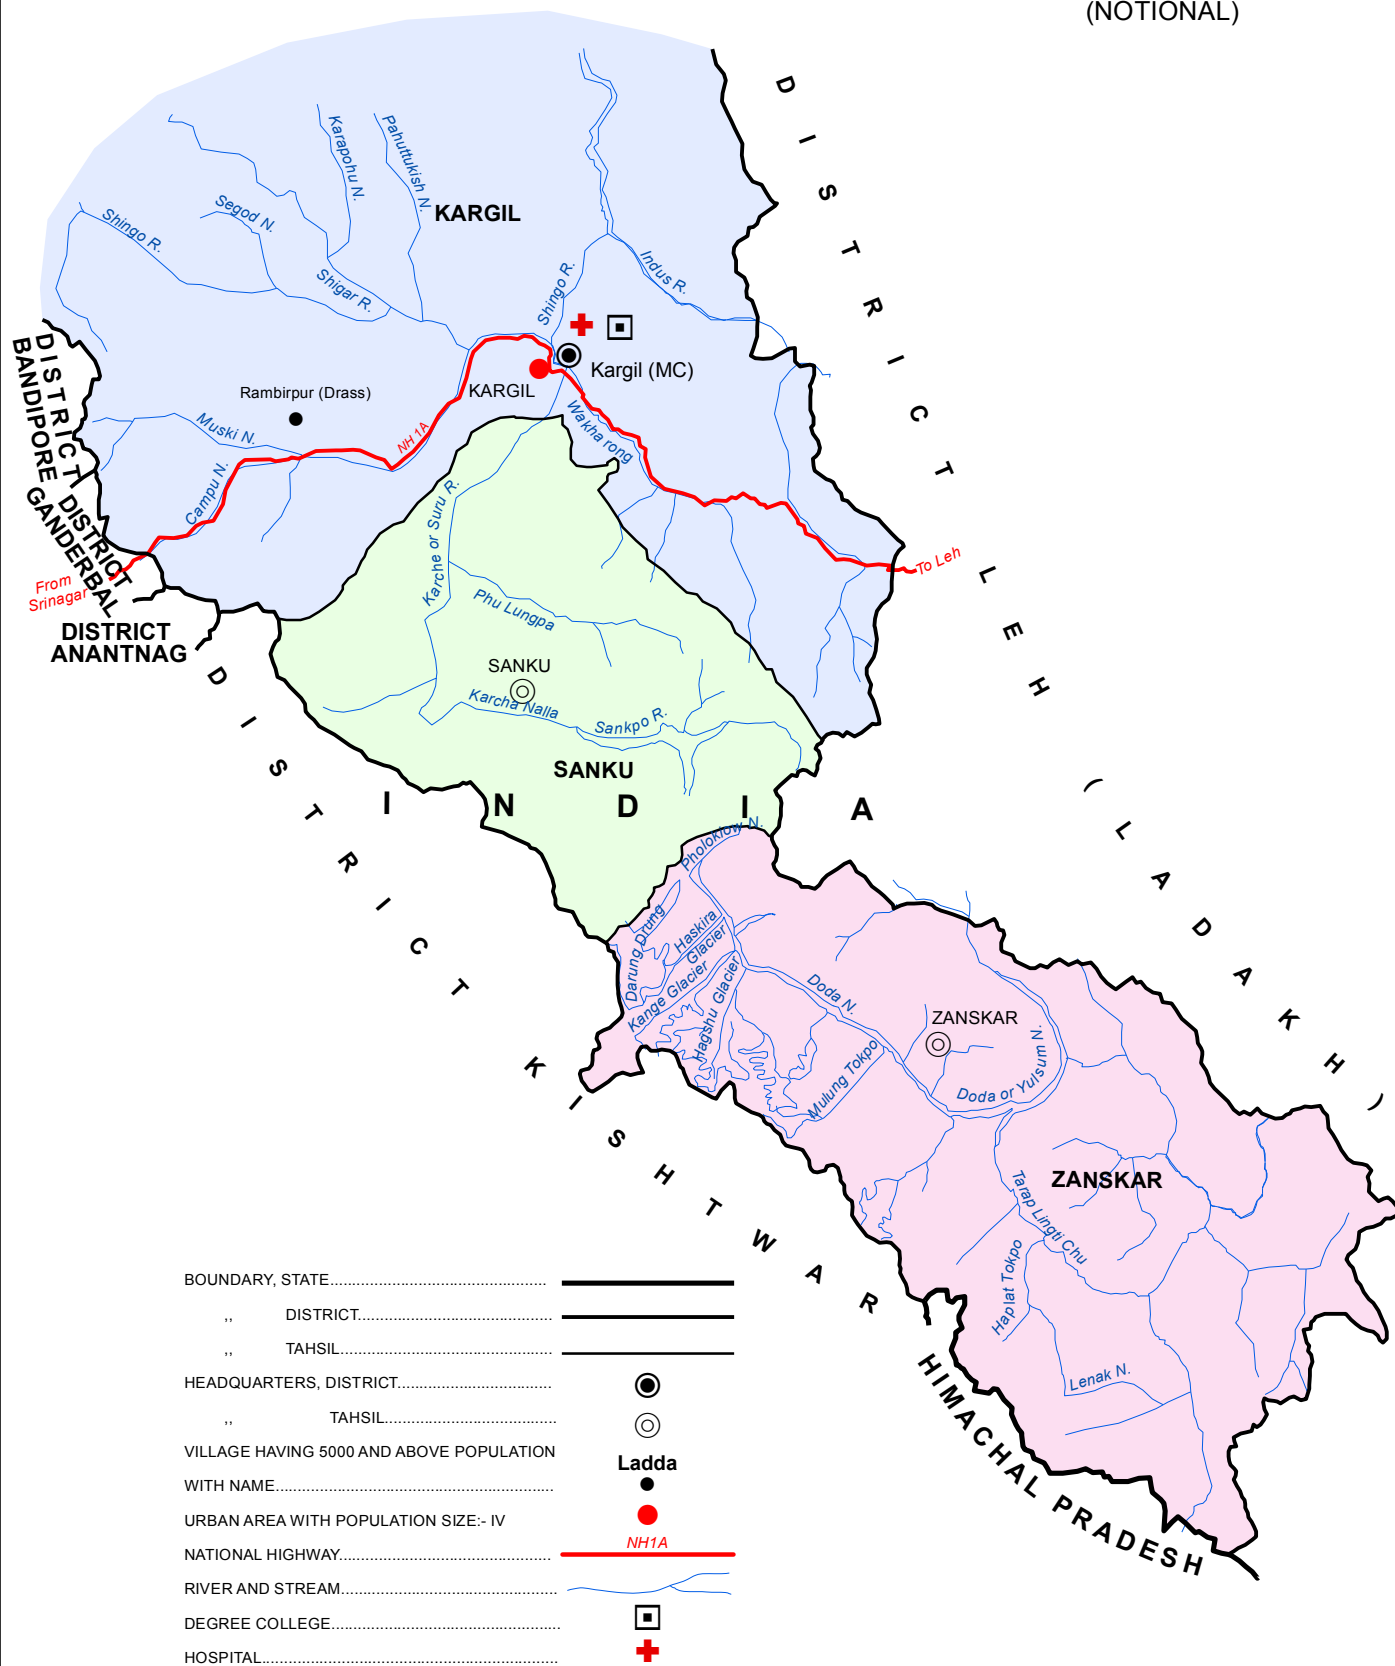 (NOTIONAL)
DISTRICT LEH (LADAKH)
Karapohu N.
Pahuttukish N.
KARGIL
Segod N.
Shingo R.
Shigar R.
Shingo R.
Indus R.
DISTRICT
BANDIPORE
Kargil (MC)
KARGIL
Rambirpur (Drass)
Muski N.
NH 1A
Wakha rong
Campu N.
DISTRICT
GANDERBAL
From
Srinagar
To Leh
Karche or Suru R.
Phu Lungpa
DISTRICT
ANANTNAG
SANKU
Karcha Nalla
Sankpo R.
SANKU
INDIA
DISTRICT KISHTWAR
Pholoklow N.
Darung Drung
Haskira
Glacier
Kange Glacier
Hagshu Glacier
Doda N.
ZANSKAR
Mulung Tokpo
Doda or Yulsum N.
ZANSKAR
Tarap Lingti Chu
Haplat Tokpo
Lenak N.
HIMACHAL PRADESH
BOUNDARY, STATE
,, DISTRICT
,, TAHSIL
HEADQUARTERS, DISTRICT
,, TAHSIL
VILLAGE HAVING 5000 AND ABOVE POPULATION
Ladda
WITH NAME
URBAN AREA WITH POPULATION SIZE:- IV
NATIONAL HIGHWAY
NH1A
RIVER AND STREAM
DEGREE COLLEGE
HOSPITAL